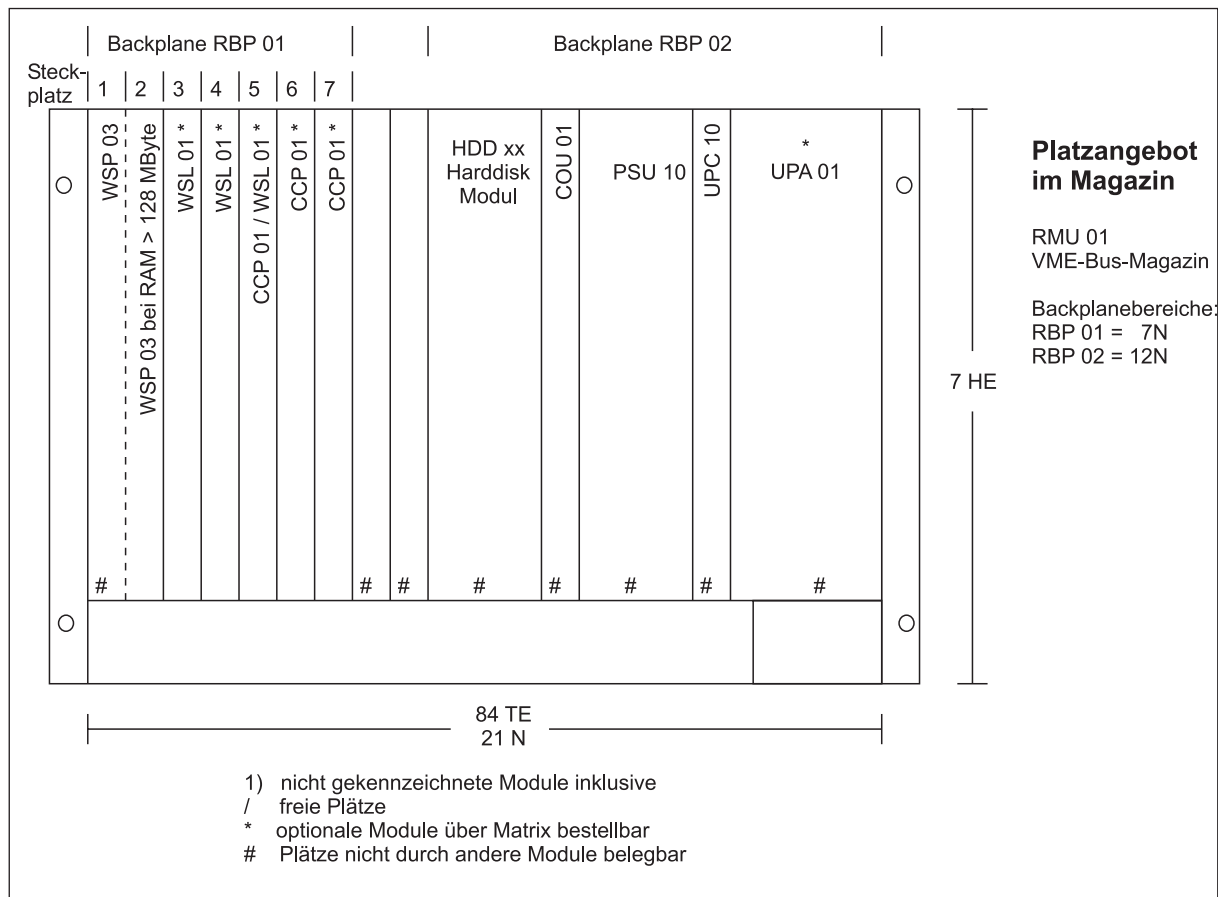 Backplane RBP 01
Backplane RBP 02
Steck-
platz
1 2 3 4 5 6 7
WSP 03
WSP 03 bei RAM > 128 MByte
WSL 01 *
WSL 01 *
CCP 01 / WSL 01 *
CCP 01 *
CCP 01 *
HDD xx
Harddisk
Modul
COU 01
PSU 10
UPC 10
*
UPA 01
# # # # # # # #
7 HE
Platzangebot
im Magazin
RMU 01
VME-Bus-Magazin
Backplanebereiche:
RBP 01 = 7N
RBP 02 = 12N
84 TE
21 N
1) nicht gekennzeichnete Module inklusive
/ freie Plätze
* optionale Module über Matrix bestellbar
# Plätze nicht durch andere Module belegbar